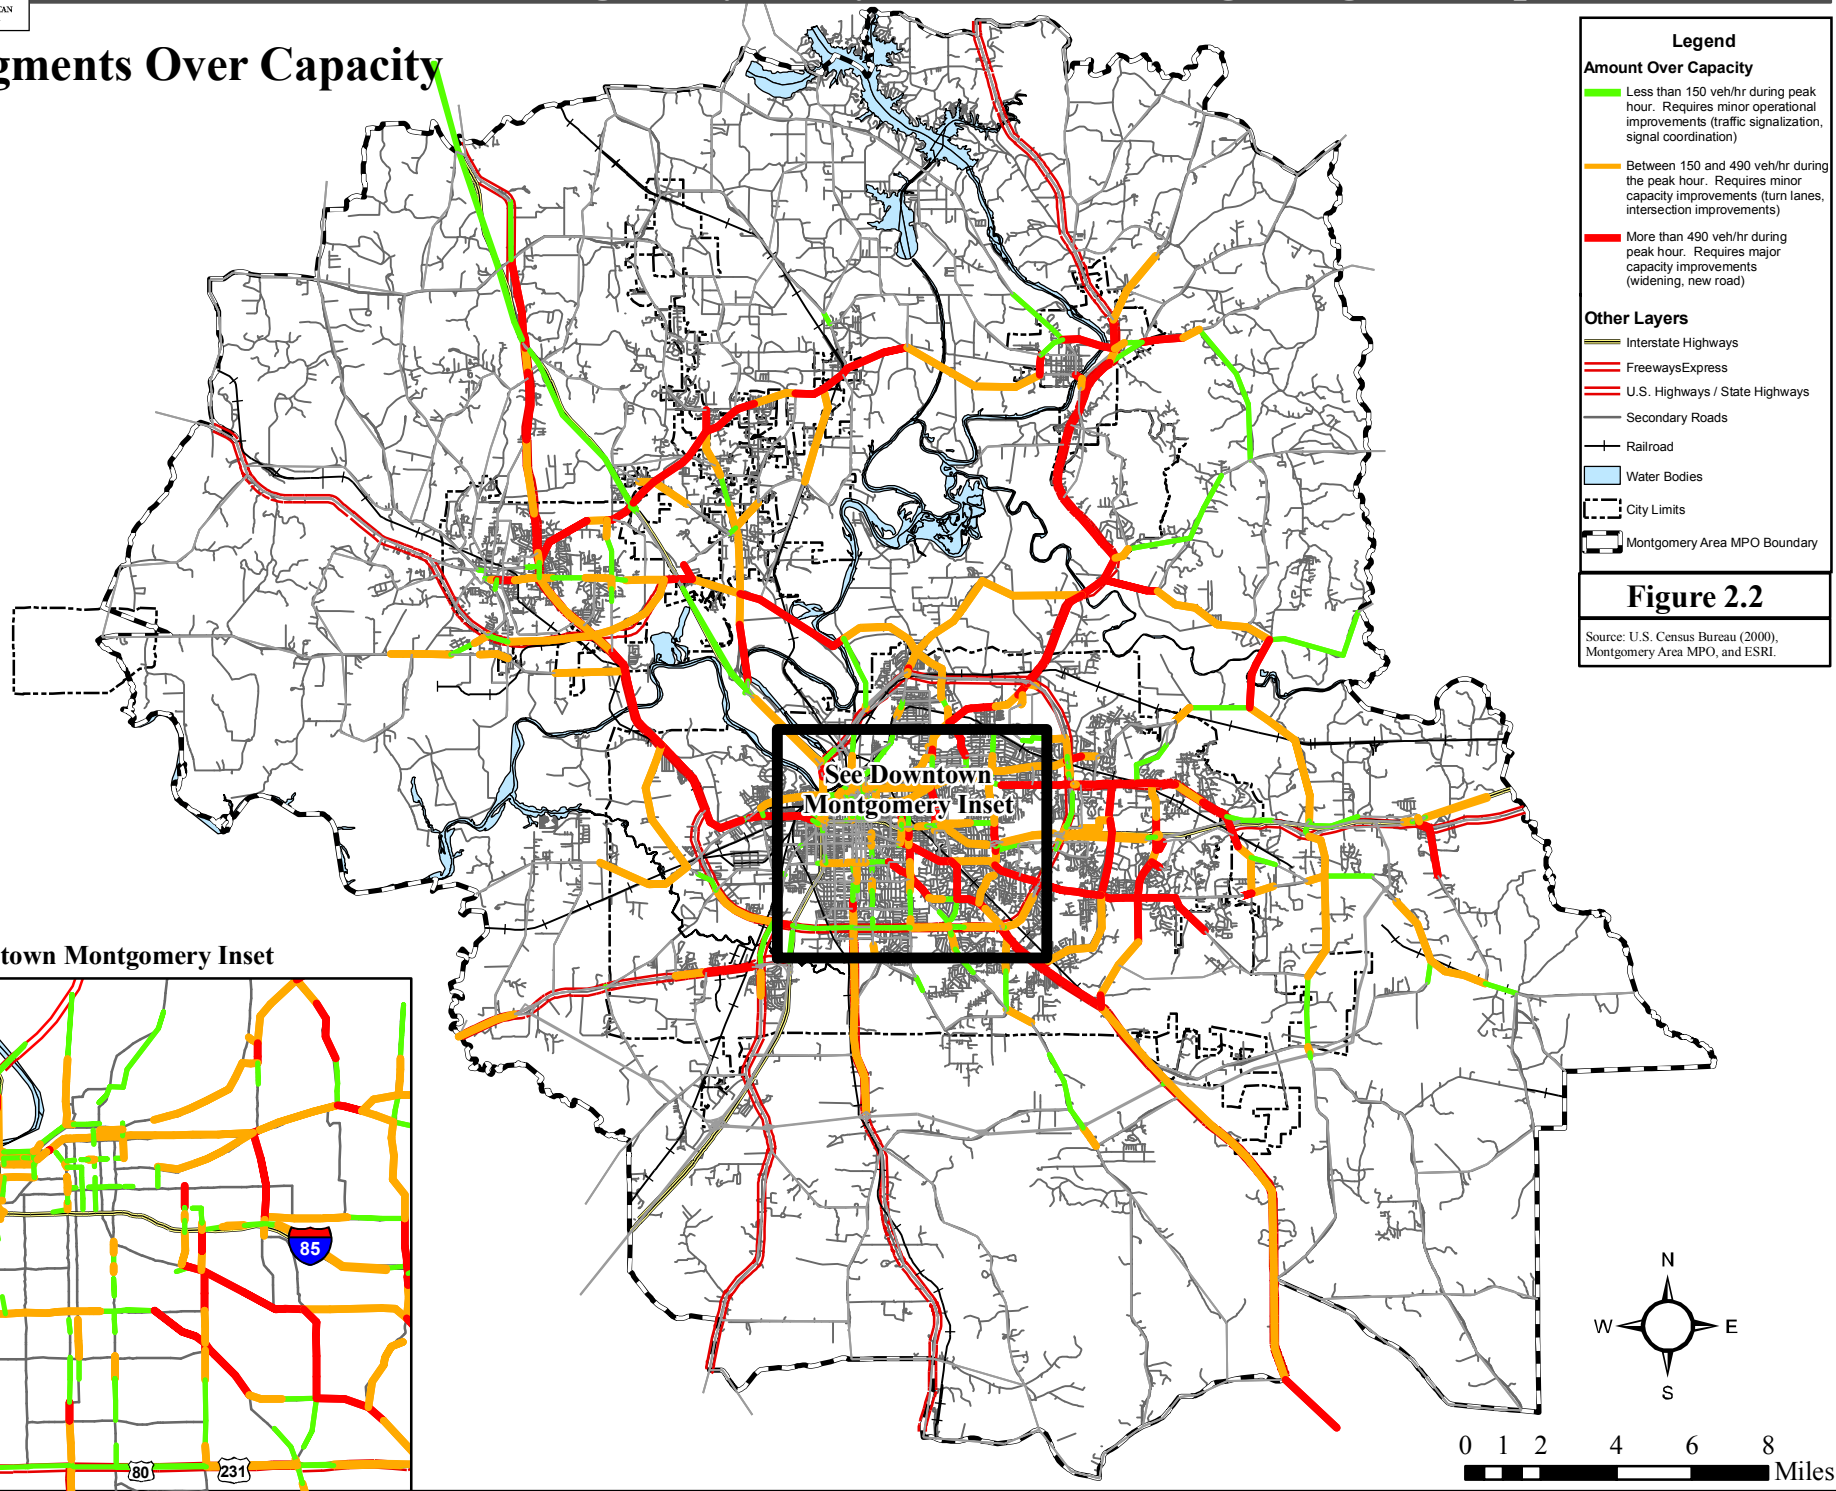 gments Over Capacity
Legend
Amount Over Capacity
Less than 150 veh/hr during peak
hour. Requires minor operational
improvements (traffic signalization,
signal coordination)
Between 150 and 490 veh/hr during
the peak hour. Requires minor
capacity improvements (turn lanes,
intersection improvements)
More than 490 veh/hr during
peak hour. Requires major
capacity improvements
(widening, new road)
Other Layers
Interstate Highways
FreewaysExpress
U.S. Highways / State Highways
Secondary Roads
Railroad
Water Bodies
City Limits
Montgomery Area MPO Boundary
Figure 2.2
Source: U.S. Census Bureau (2000),
Montgomery Area MPO, and ESRI.
See Downtown
Montgomery Inset
town Montgomery Inset
85
80
231
N
W E
S
0 1 2 4 6 8
Miles